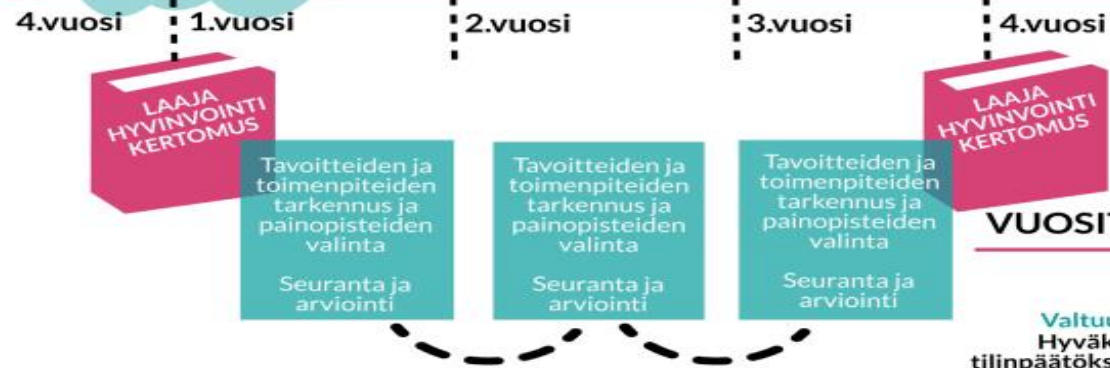 4.vuosi
1.vuosi
2.vuosi
3.vuosi
4.vuosi
LAAJA
HYVINVOINTI
KERTOMUS
Tavoitteiden ja
toimenpiteiden
tarkennus ja
painopisteiden
valinta
Seuranta ja
arviointi
Tavoitteiden ja
toimenpiteiden
tarkennus ja
painopisteiden
valinta
Seuranta ja
arviointi
Tavoitteiden ja
toimenpiteiden
tarkennus ja
painopisteiden
valinta
Seuranta ja
arviointi
LAAJA
HYVINVOINTI
KERTOMUS